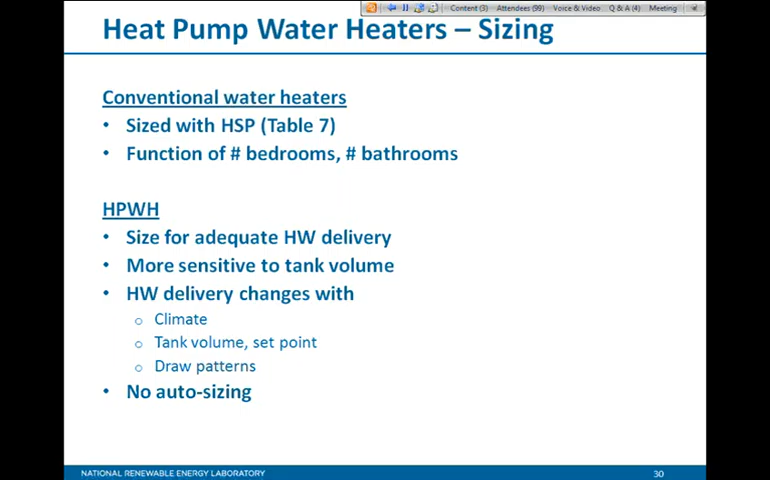 Content (3) Attendees (99) Voice & Video Q & A (4) Meeting
Heat Pump Water Heaters – Sizing
Conventional water heaters
• Sized with HSP (Table 7)
• Function of # bedrooms, # bathrooms
HPWH
• Size for adequate HW delivery
• More sensitive to tank volume
• HW delivery changes with
o Climate
o Tank volume, set point
o Draw patterns
• No auto-sizing
NATIONAL RENEWABLE ENERGY LABORATORY 30